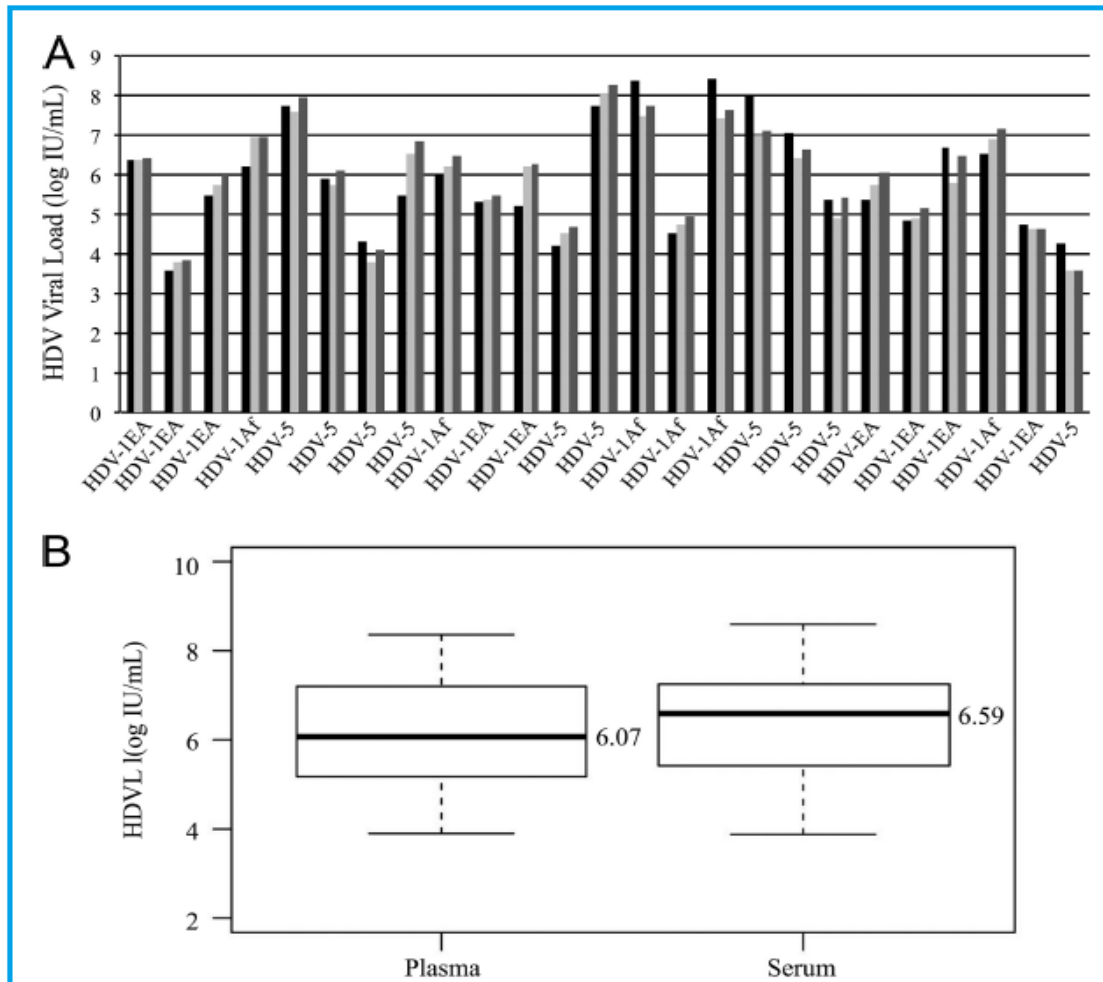 A
HDV Viral Load (log IU/mL)
9
8
7
6
5
4
3
2
1
0
HDV-1EA
HDV-1EA
HDV-1EA
HDV-1Af
HDV-5
HDV-5
HDV-5
HDV-5
HDV-1Af
HDV-1EA
HDV-1EA
HDV-5
HDV-5
HDV-1Af
HDV-1Af
HDV-1Af
HDV-5
HDV-5
HDV-5
HDV-EA
HDV-1EA
HDV-1EA
HDV-1Af
HDV-1EA
HDV-5
B
HDVL l(og IU/mL)
10
8
6
4
2
6.07
6.59
Plasma
Serum